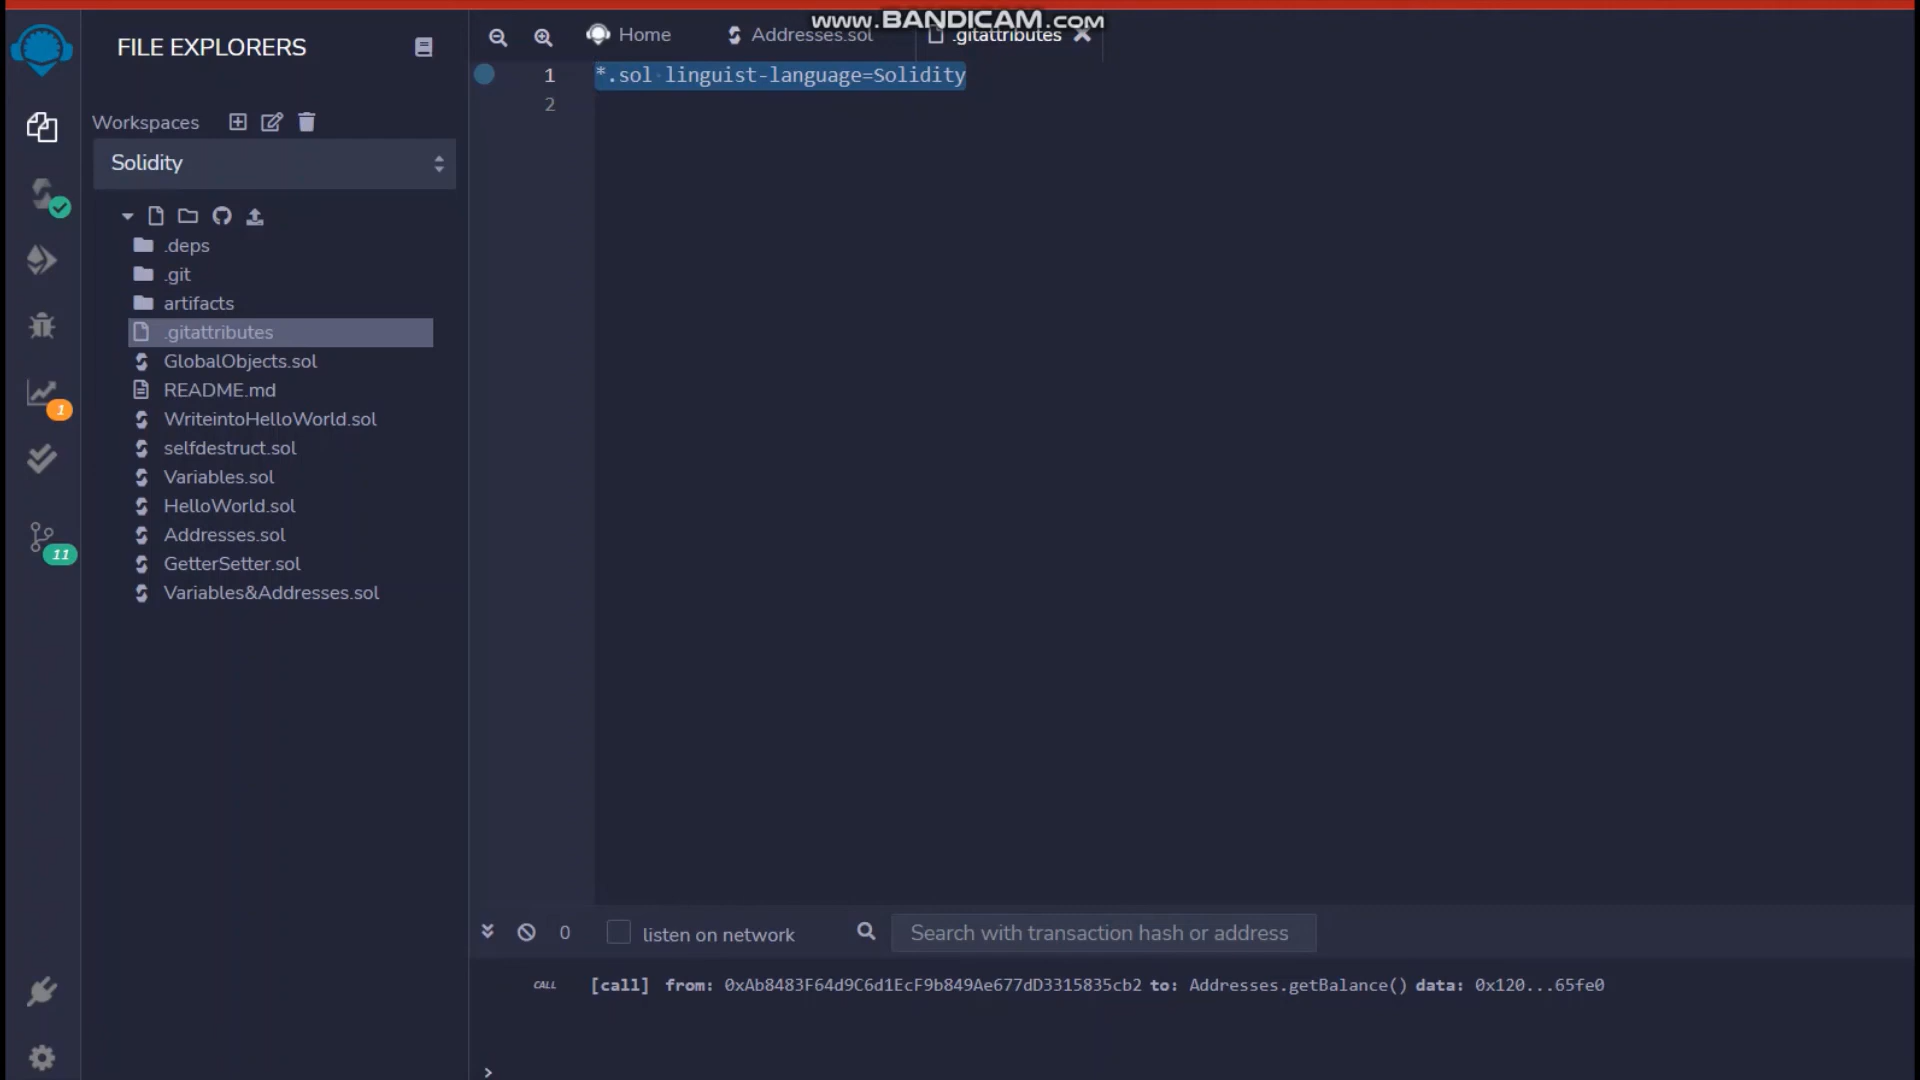 www.BANDICAM.com
FILE EXPLORERS
Workspaces
Solidity
.deps
.git
artifacts
.gitattributes
GlobalObjects.sol
README.md
WriteintoHelloWorld.sol
selfdestruct.sol
Variables.sol
HelloWorld.sol
Addresses.sol
GetterSetter.sol
Variables&Addresses.sol
1
11
Home Addresses.sol .gitattributes
1 *.sol linguist-language=Solidity
2
0 listen on network Search with transaction hash or address
CALL [call] from: 0xAb8483F64d9C6d1EcF9b849Ae677dD3315835cb2 to: Addresses.getBalance() data: 0x120...65fe0
>